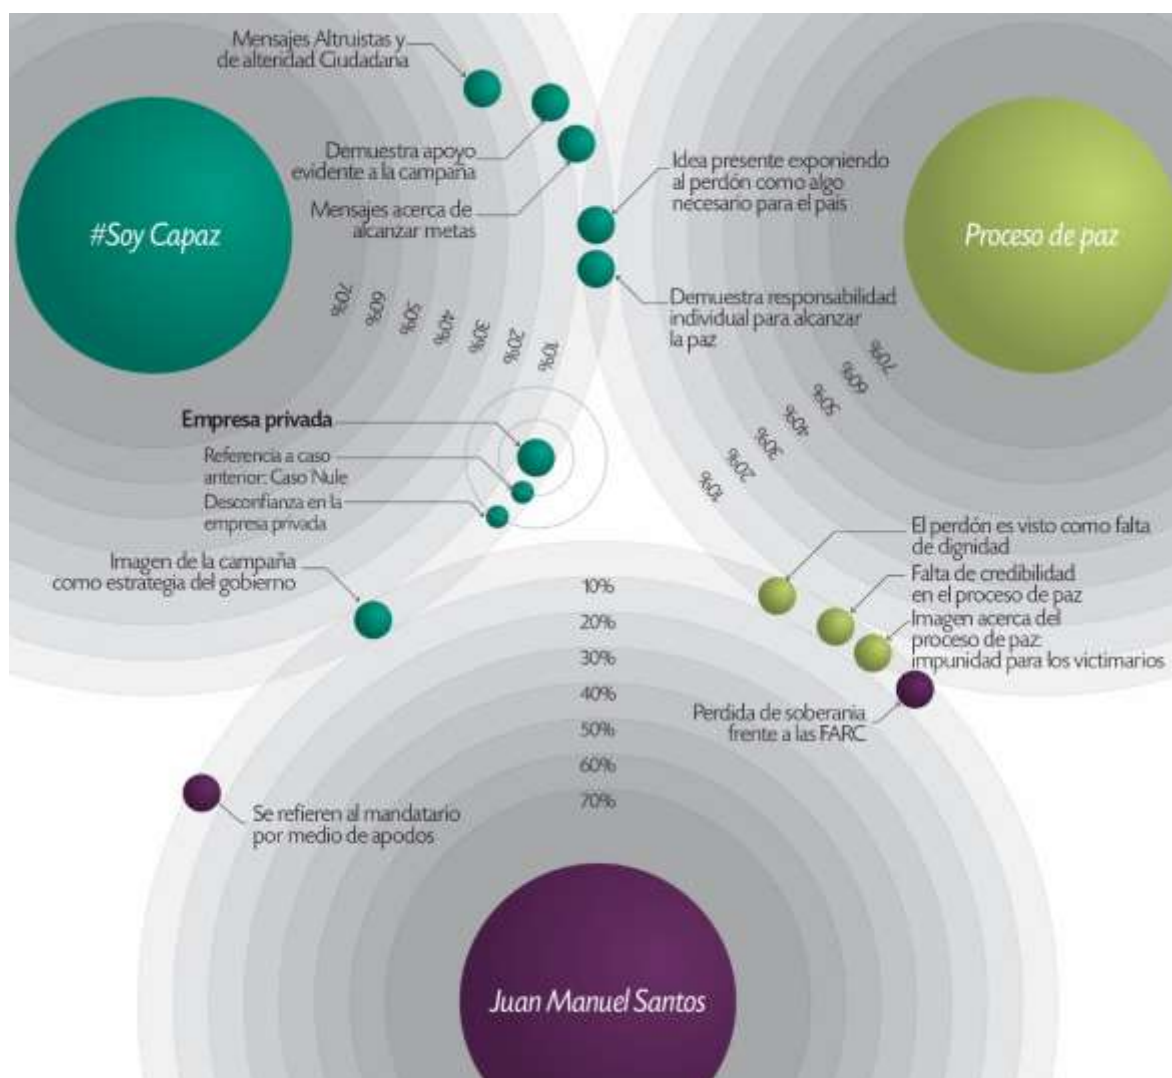 Mensajes Altruistas y
de alteridad Ciudadana
Demuestra apoyo
evidente a la campaña
Mensajes acerca de
alcanzar metas
Idea presente exponiendo
al perdón como algo
necesario para el país
#Soy Capaz
Proceso de paz
Demuestra responsabilidad
individual para alcanzar
la paz
70%
60%
50%
40%
30%
20%
10%
70%
60%
50%
40%
30%
20%
10%
Empresa privada
Referencia a caso
anterior: Caso Nule
Desconfianza en la
empresa privada
Imagen de la campaña
como estrategia del gobierno
El perdón es visto como falta
de dignidad
Falta de credibilidad
en el proceso de paz
Imagen acerca del
proceso de paz:
impunidad para los victimarios
Perdida de soberania
frente a las FARC
10%
20%
30%
40%
50%
60%
70%
Se refieren al mandatario
por medio de apodos
Juan Manuel Santos